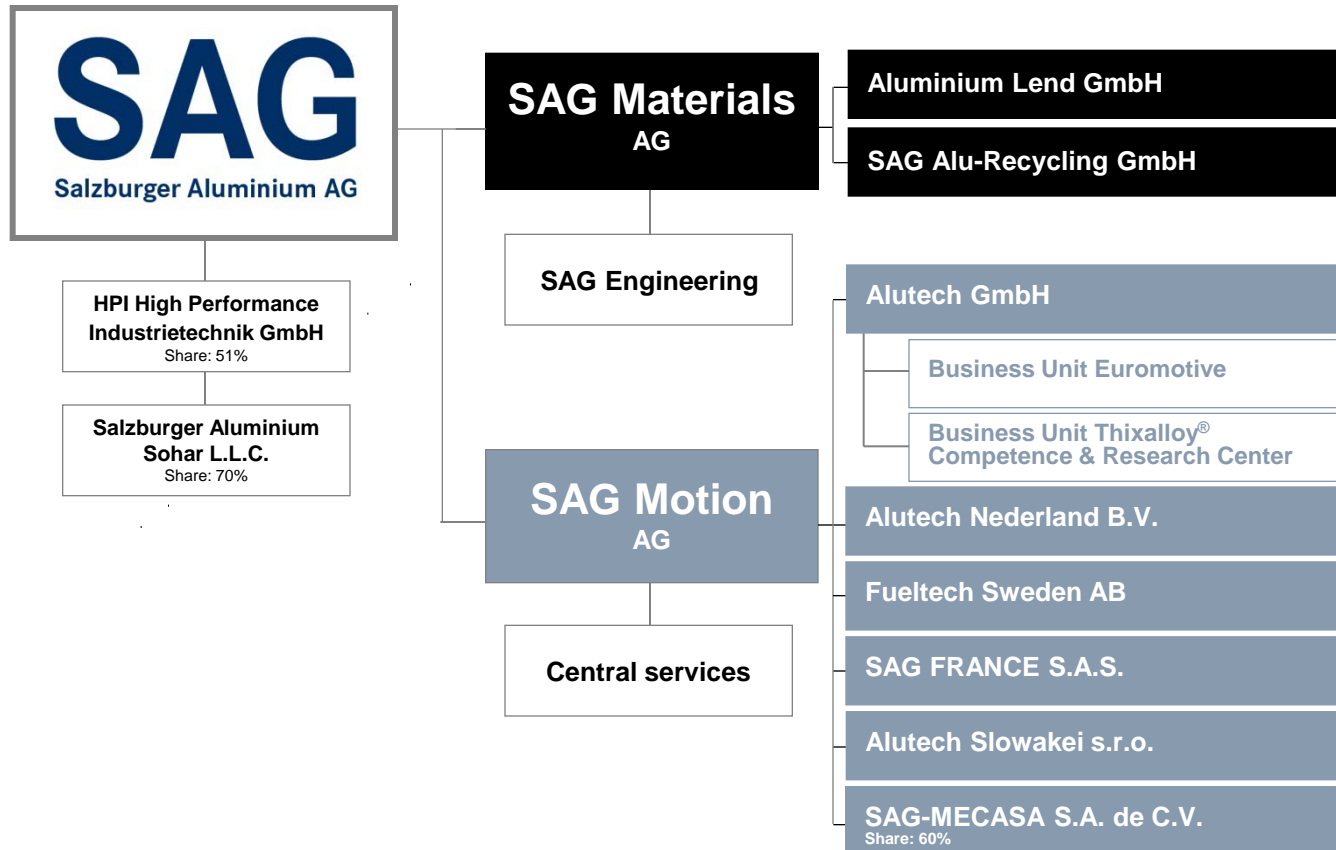 SAG
Salzburger Aluminium AG
HPI High Performance
Industrietechnik GmbH
Share: 51%
Salzburger Aluminium
Sohar L.L.C.
Share: 70%
SAG Materials
AG
SAG Engineering
Aluminium Lend GmbH
SAG Alu-Recycling GmbH
SAG Motion
AG
Central services
Alutech GmbH
Business Unit Euromotive
Business Unit Thixalloy®
Competence & Research Center
Alutech Nederland B.V.
Fueltech Sweden AB
SAG FRANCE S.A.S.
Alutech Slowakei s.r.o.
SAG-MECASA S.A. de C.V.
Share: 60%